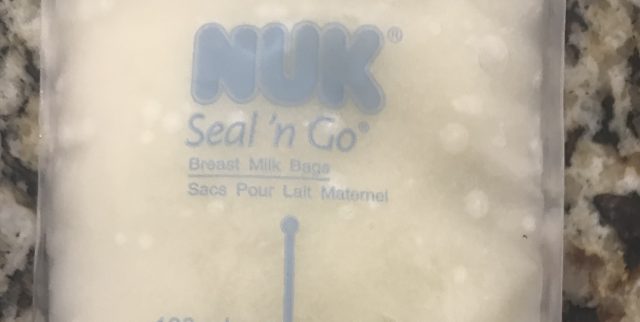 NUK®
Seal 'n Go®
Breast Milk Bags
Sacs Pour Lait Maternel